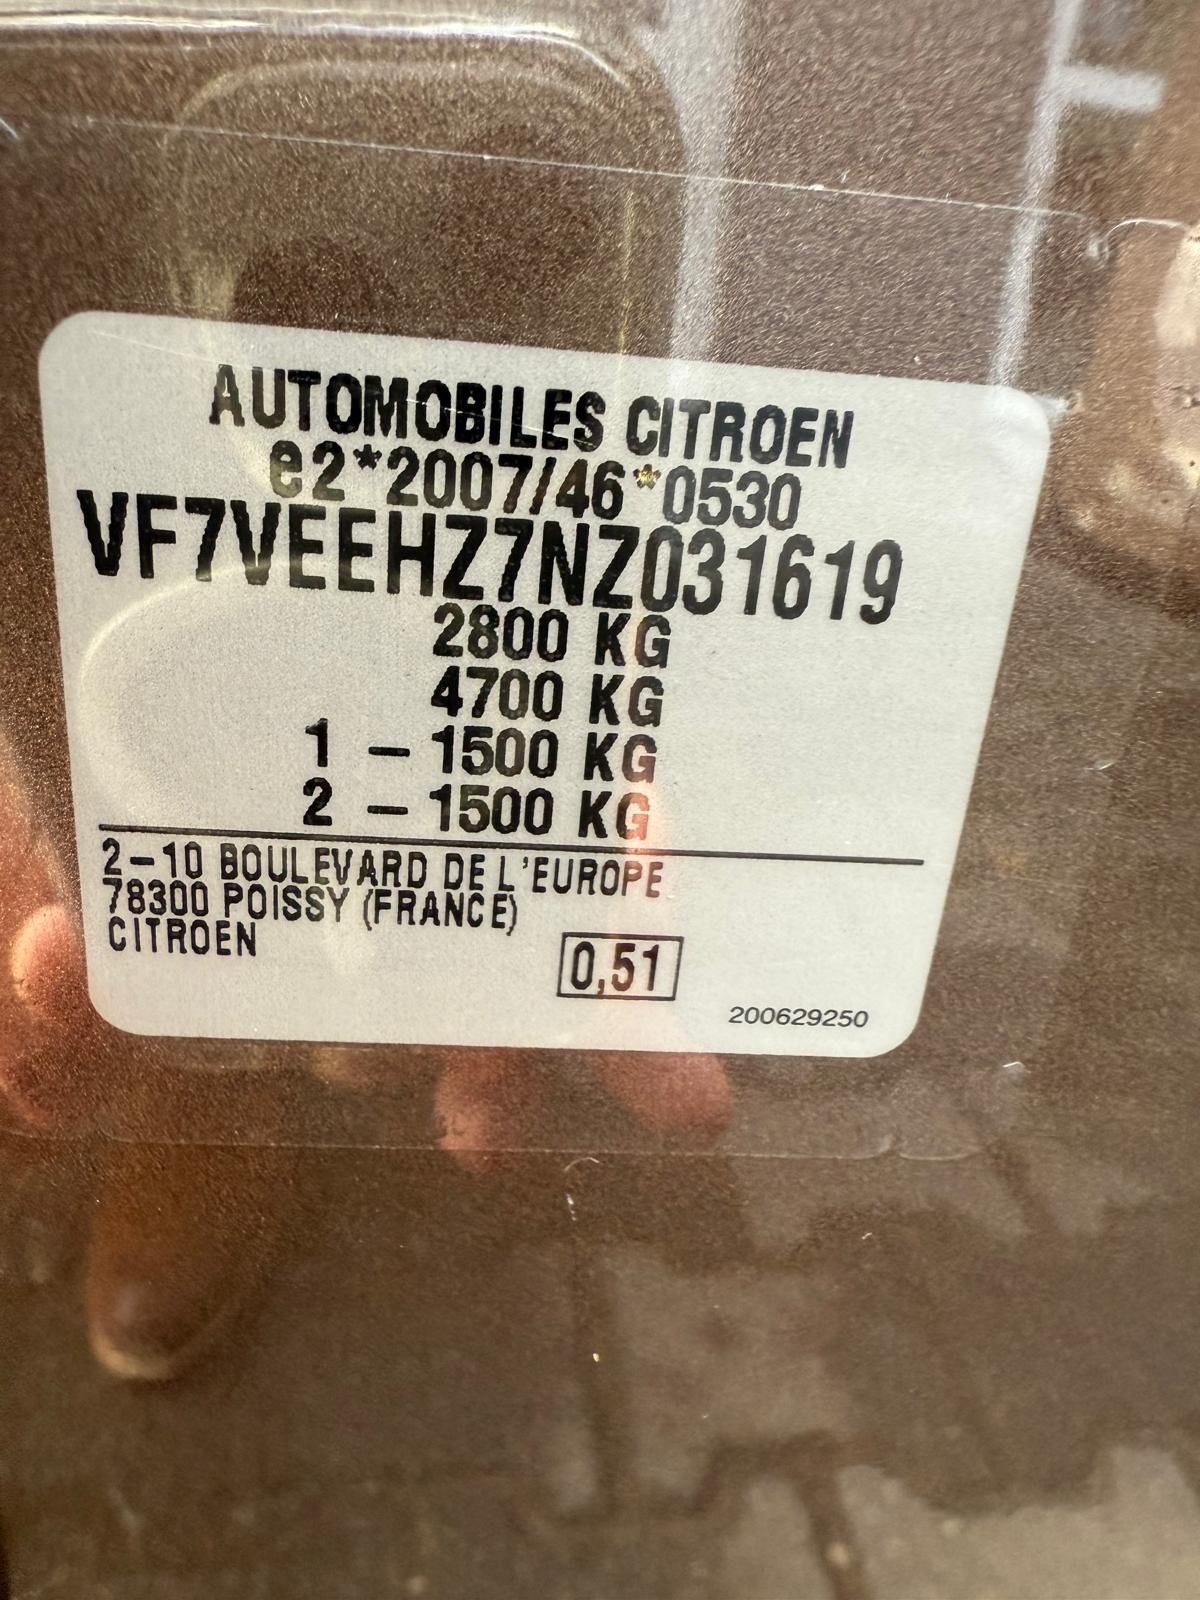 AUTOMOBILES CITROEN
e2*2007/46*0530
VF7VEEHZ7NZ031619
2800 KG
4700 KG
1 – 1500 KG
2 – 1500 KG
2–10 BOULEVARD DE L'EUROPE
78300 POISSY (FRANCE)
CITROEN
0,51
200629250